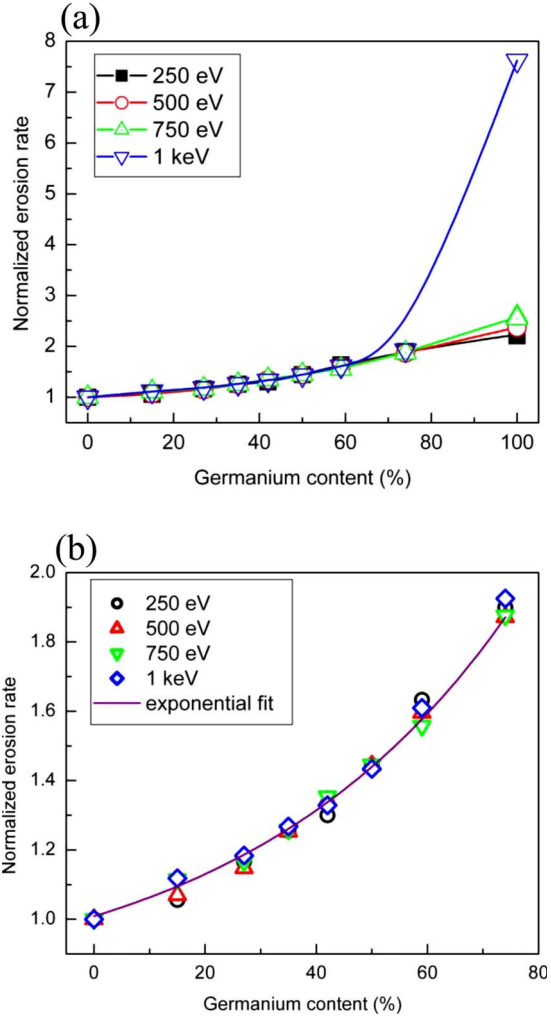 (a)
8
7
6
5
4
3
2
1
Normalized erosion rate
250 eV
500 eV
750 eV
1 keV
0 20 40 60 80 100
Germanium content (%)
(b)
2.0
1.8
1.6
1.4
1.2
1.0
Normalized erosion rate
250 eV
500 eV
750 eV
1 keV
exponential fit
0 20 40 60 80
Germanium content (%)